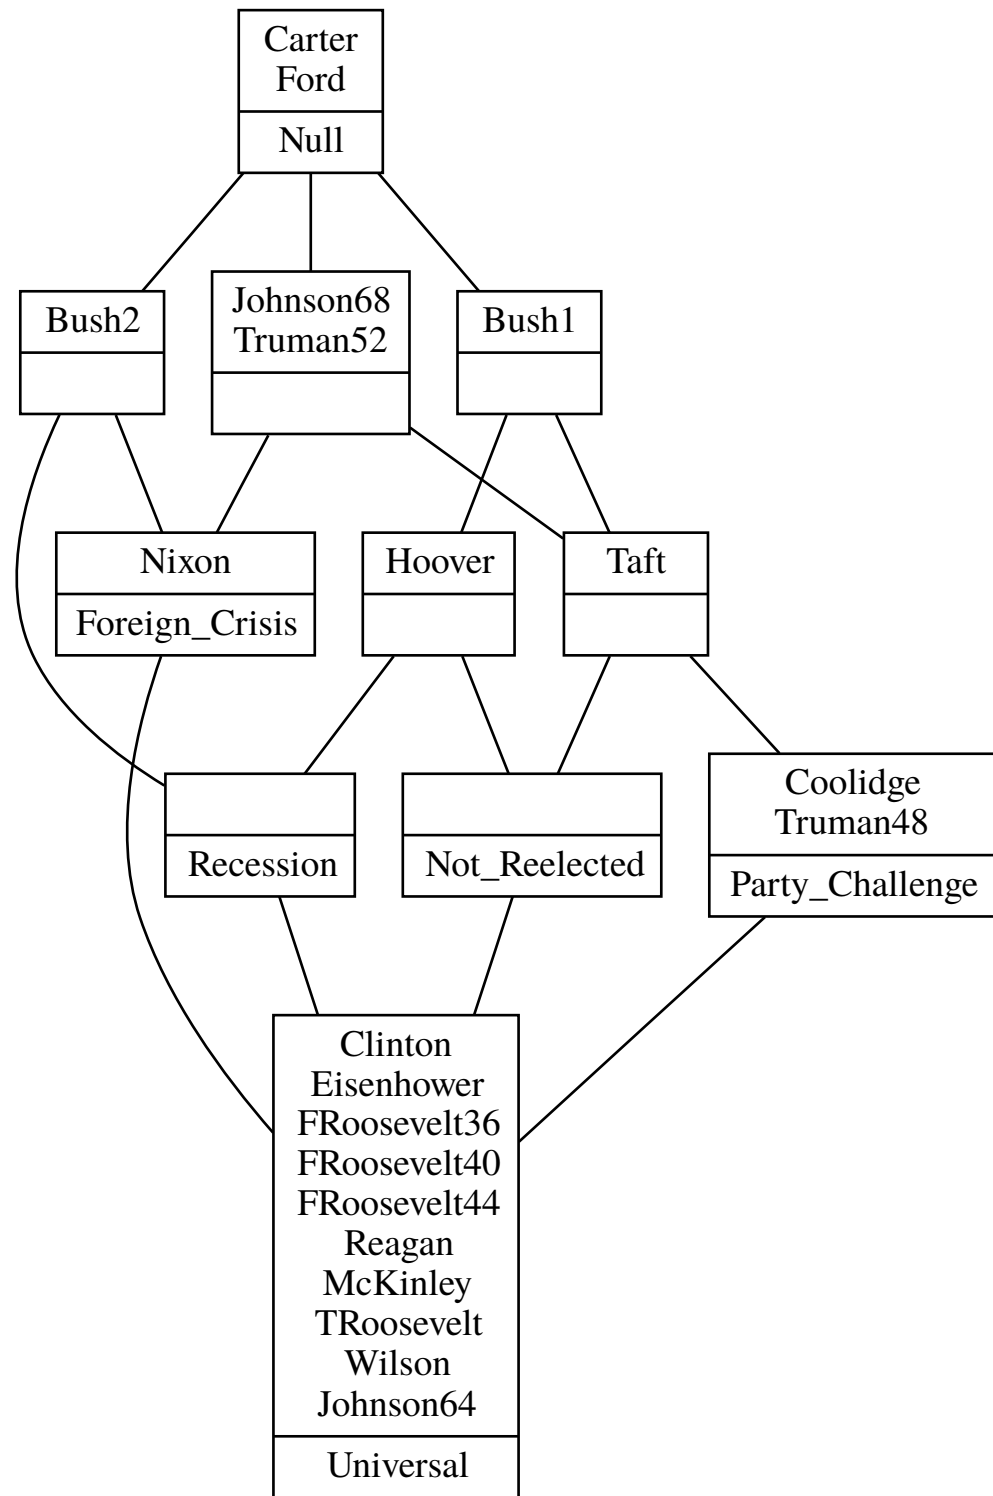 Carter
Ford
Null
Bush2
Johnson68
Truman52
Bush1
Nixon
Foreign_Crisis
Hoover
Taft
Recession
Not_Reelected
Coolidge
Truman48
Party_Challenge
Clinton
Eisenhower
FRoosevelt36
FRoosevelt40
FRoosevelt44
Reagan
McKinley
TRoosevelt
Wilson
Johnson64
Universal